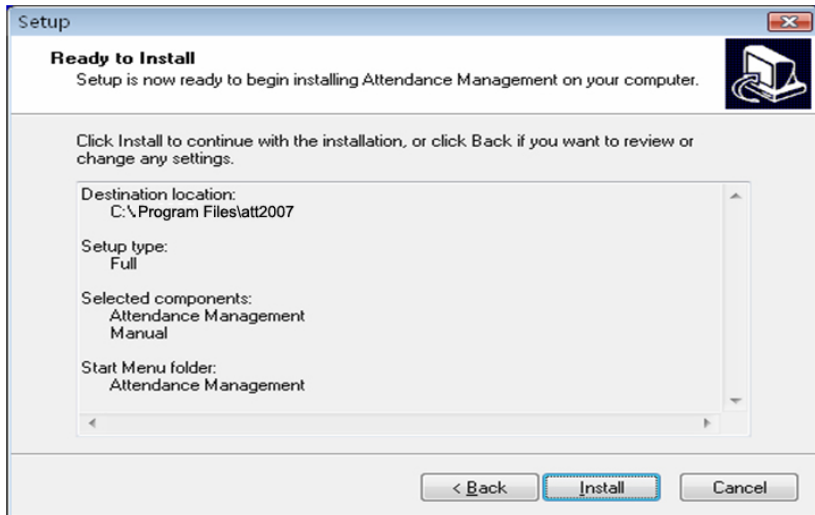 Setup
Ready to Install
Setup is now ready to begin installing Attendance Management on your computer.
Click Install to continue with the installation, or click Back if you want to review or
change any settings.
Destination location:
C:\Program Files\att2007
Setup type:
Full
Selected components:
Attendance Management
Manual
Start Menu folder:
Attendance Management
< Back
Install
Cancel